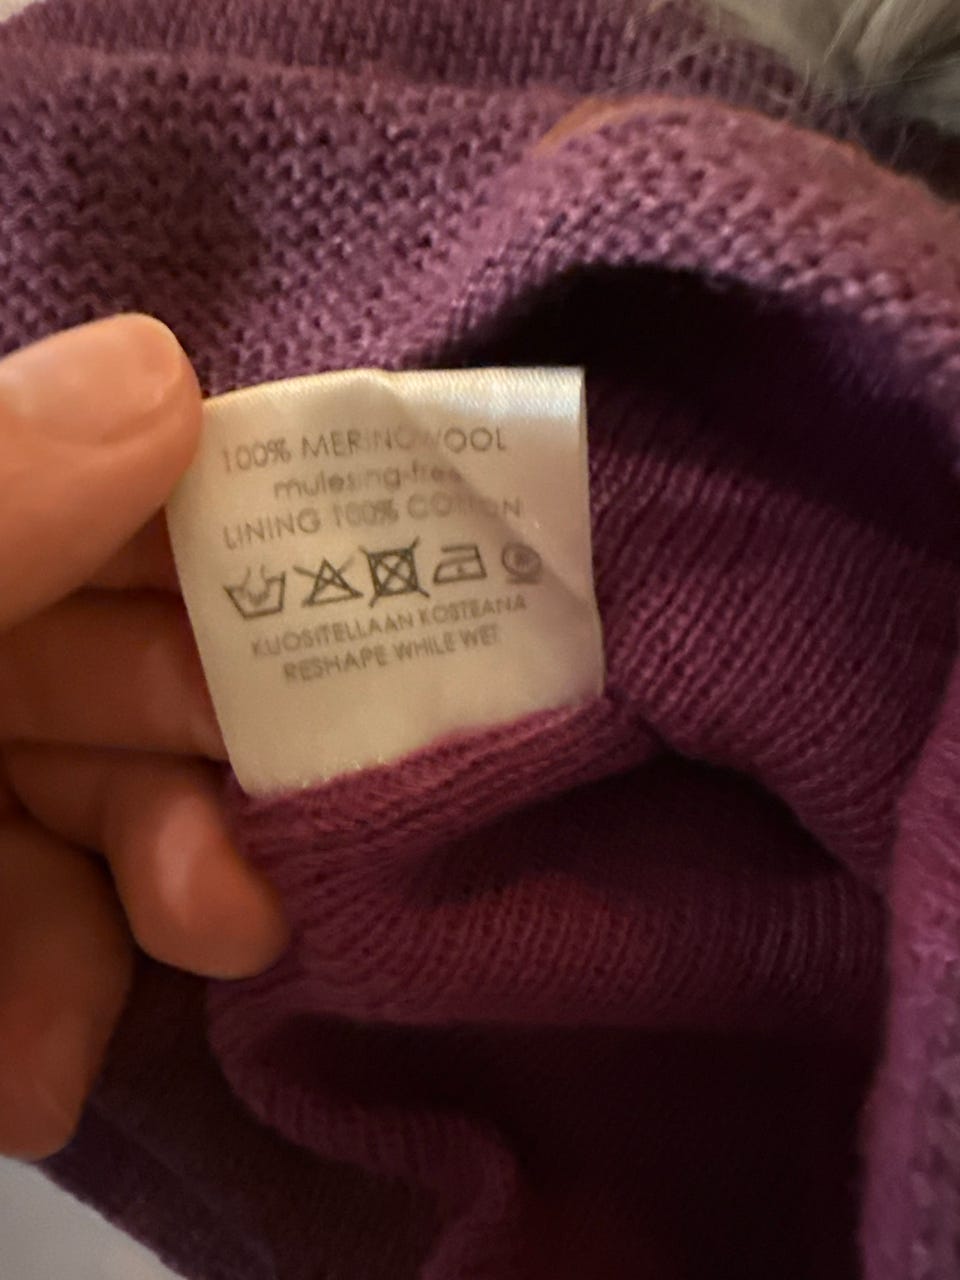 100% MERINOWOOL
mulesing-free
LINING 100% COTTON
KUOSITELLAAN KOSTEANA
RESHAPE WHILE WET